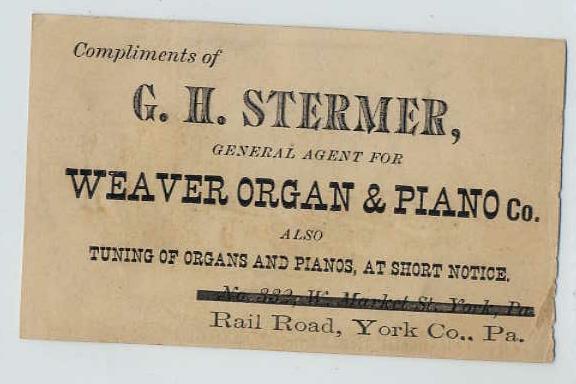 Compliments of
G. H. STERMER,
GENERAL AGENT FOR
WEAVER ORGAN & PIANO Co.
ALSO
TUNING OF ORGANS AND PIANOS, AT SHORT NOTICE.
No. 322, W. Market St. York, Pa
Rail Road, York Co.. Pa.